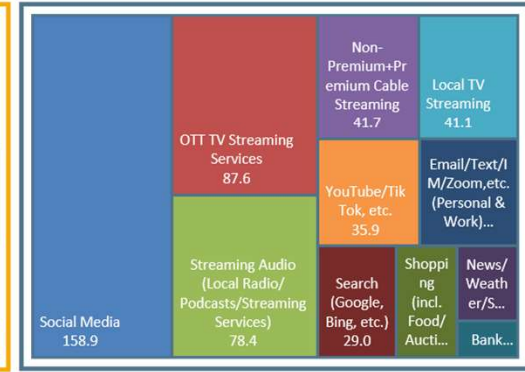 Social Media
158.9
OTT TV Streaming
Services
87.6
Streaming Audio
(Local Radio/
Podcasts/Streaming
Services)
78.4
Non-
Premium+Pr
emium Cable
Streaming
41.7
Local TV
Streaming
41.1
YouTube/Tik
Tok, etc.
35.9
Email/Text/I
M/Zoom,etc.
(Personal &
Work)...
Search
(Google,
Bing, etc.)
29.0
Shoppi
ng
(incl.
Food/
Aucti...
News/
Weath
er/S...
Bank...